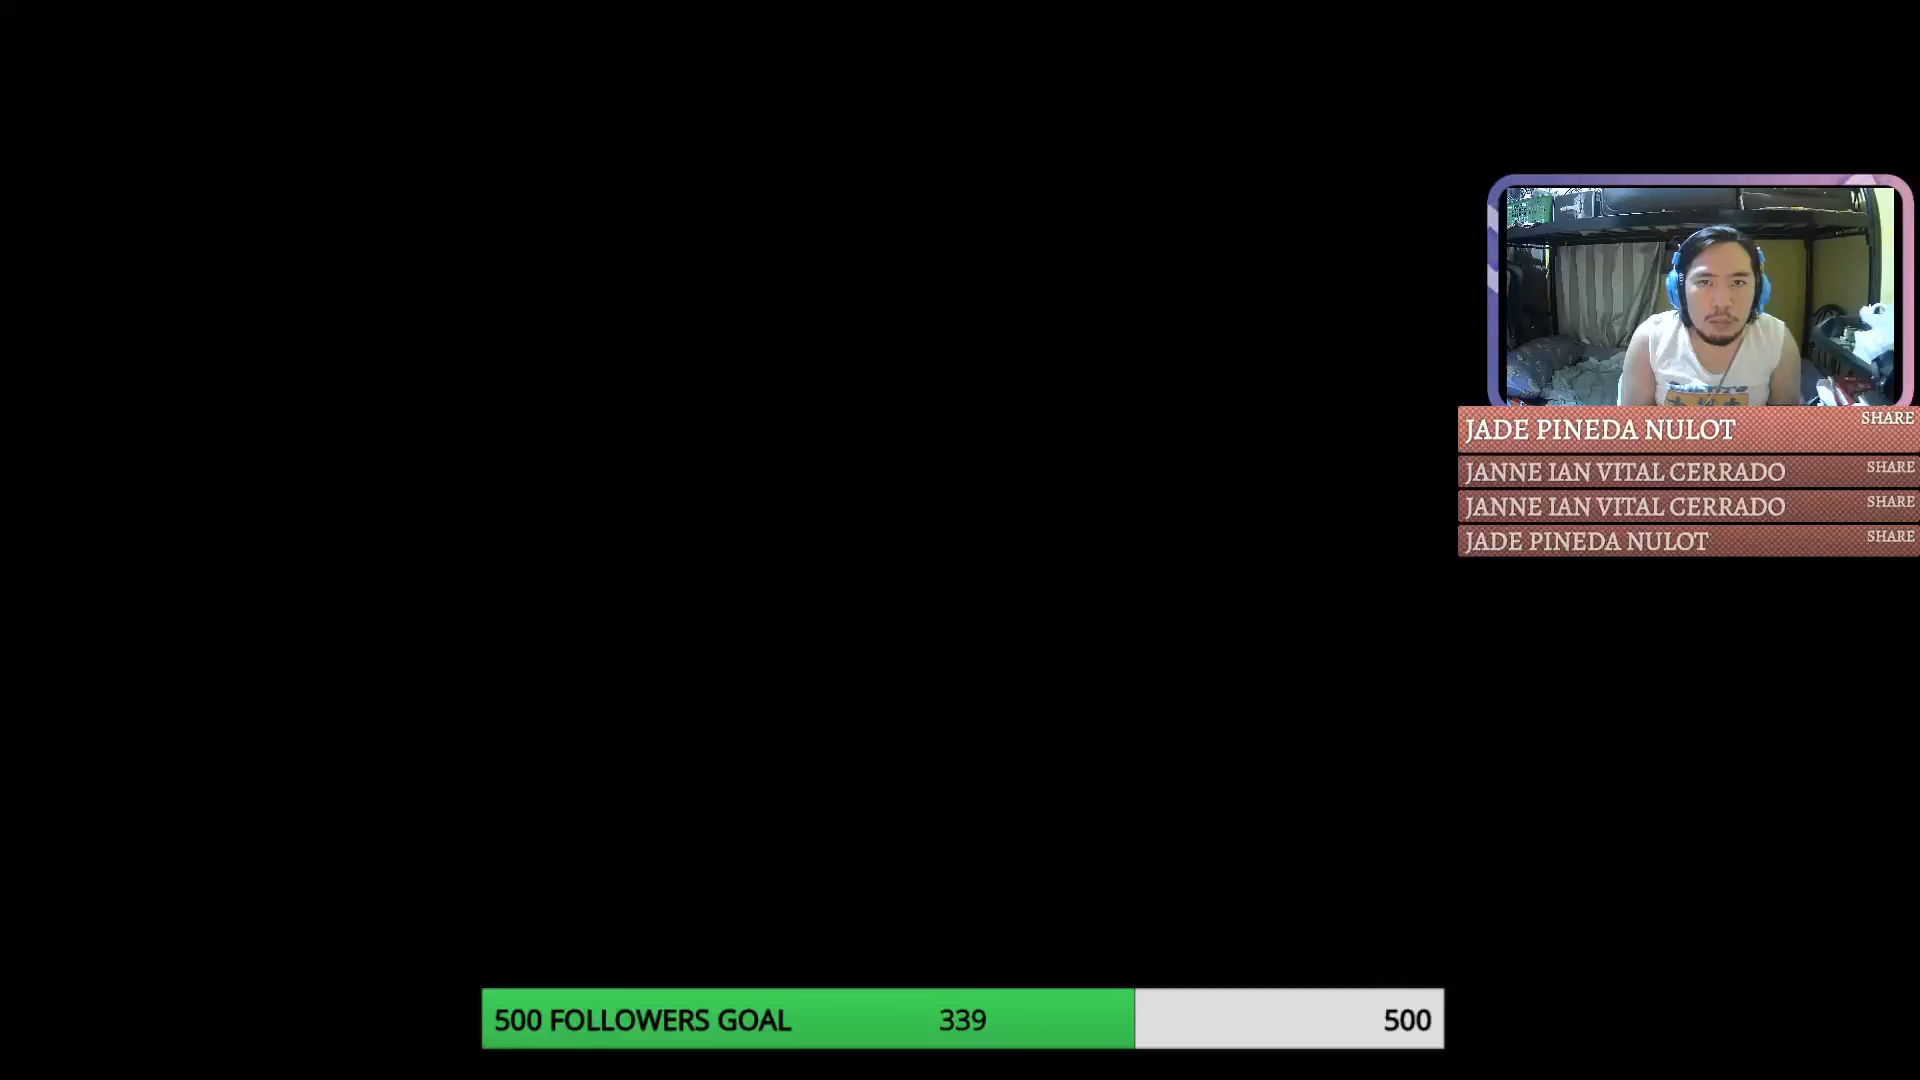 JADE PINEDA NULOT SHARE
JANNE IAN VITAL CERRADO SHARE
JANNE IAN VITAL CERRADO SHARE
JADE PINEDA NULOT SHARE
500 FOLLOWERS GOAL 339 500